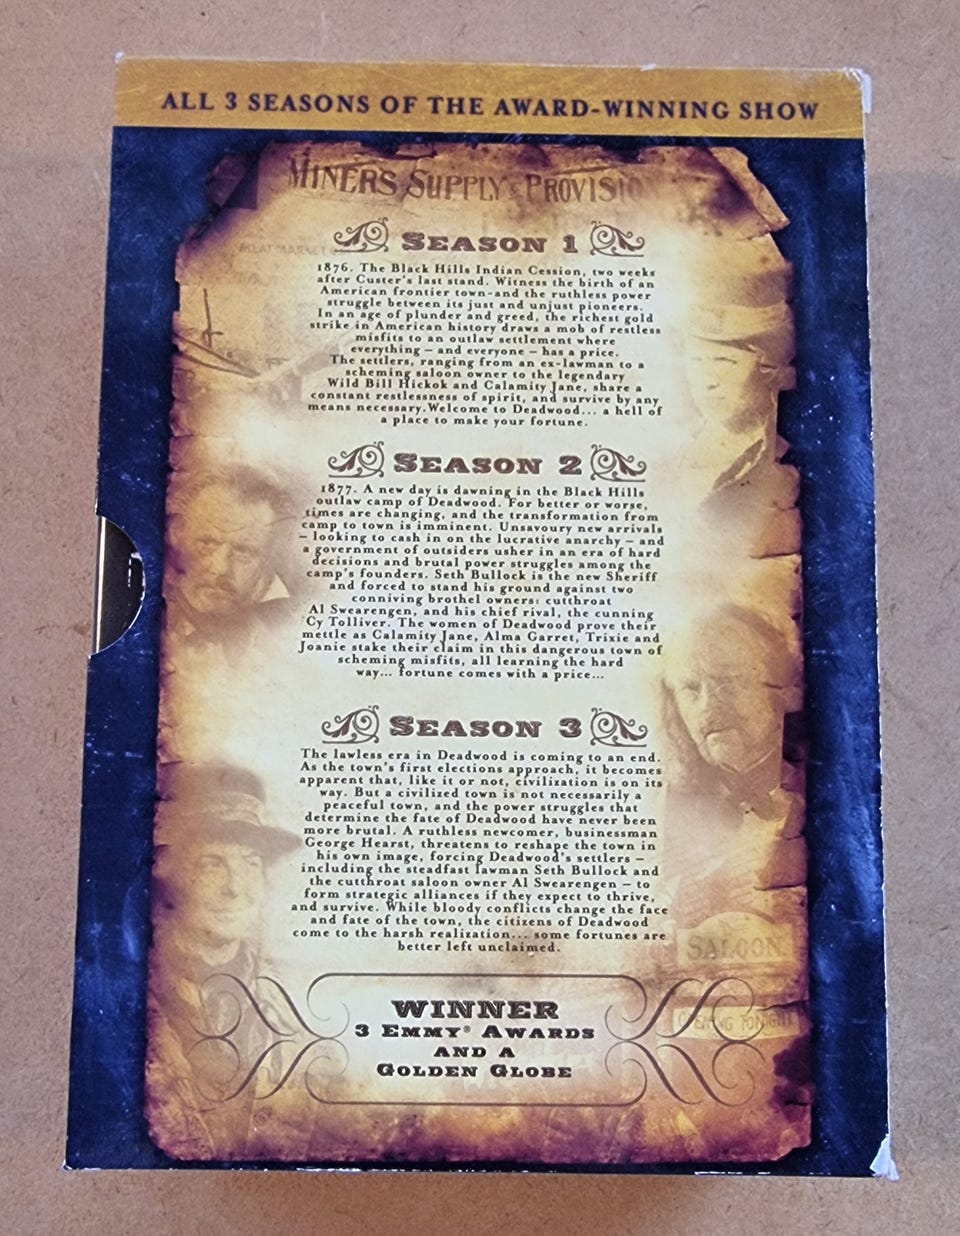 ALL 3 SEASONS OF THE AWARD-WINNING SHOW
MINERS SUPPLY & PROVISIO
MEAT MARKET
SEASON 1
1876. The Black Hills Indian Cession, two weeks
after Custer's last stand. Witness the birth of an
American frontier town-and the ruthless power
struggle between its just and unjust pioneers.
In an age of plunder and greed, the richest gold
strike in American history draws a mob of restless
misfits to an outlaw settlement where
everything – and everyone – has a price.
The settlers, ranging from an ex-lawman to a
scheming saloon owner to the legendary
Wild Bill Hickok and Calamity Jane, share a
constant restlessness of spirit, and survive by any
means necessary.Welcome to Deadwood... a hell of
a place to make your fortune.
SEASON 2
1877. A new day is dawning in the Black Hills
outlaw camp of Deadwood. For better or worse,
times are changing, and the transformation from
camp to town is imminent. Unsavoury new arrivals
– looking to cash in on the lucrative anarchy – and
a government of outsiders usher in an era of hard
decisions and brutal power struggles among the
camp's founders. Seth Bullock is the new Sheriff
and forced to stand his ground against two
conniving brothel owners: cutthroat
Al Swearengen, and his chief rival, the cunning
Cy Tolliver. The women of Deadwood prove their
mettle as Calamity Jane, Alma Garret, Trixie and
Joanie stake their claim in this dangerous town of
scheming misfits, all learning the hard
way... fortune comes with a price...
SEASON 3
The lawless era in Deadwood is coming to an end.
As the town's first elections approach, it becomes
apparent that, like it or not, civilization is on its
way. But a civilized town is not necessarily a
peaceful town, and the power struggles that
determine the fate of Deadwood have never been
more brutal. A ruthless newcomer, businessman
George Hearst, threatens to reshape the town in
his own image, forcing Deadwood's settlers –
including the steadfast lawman Seth Bullock and
the cutthroat saloon owner Al Swearengen – to
form strategic alliances if they expect to thrive,
and survive. While bloody conflicts change the face
and fate of the town, the citizens of Deadwood
come to the harsh realization... some fortunes are
better left unclaimed.
SALOON
OPENING TONIGHT
WINNER
3 EMMY® AWARDS
AND A
GOLDEN GLOBE